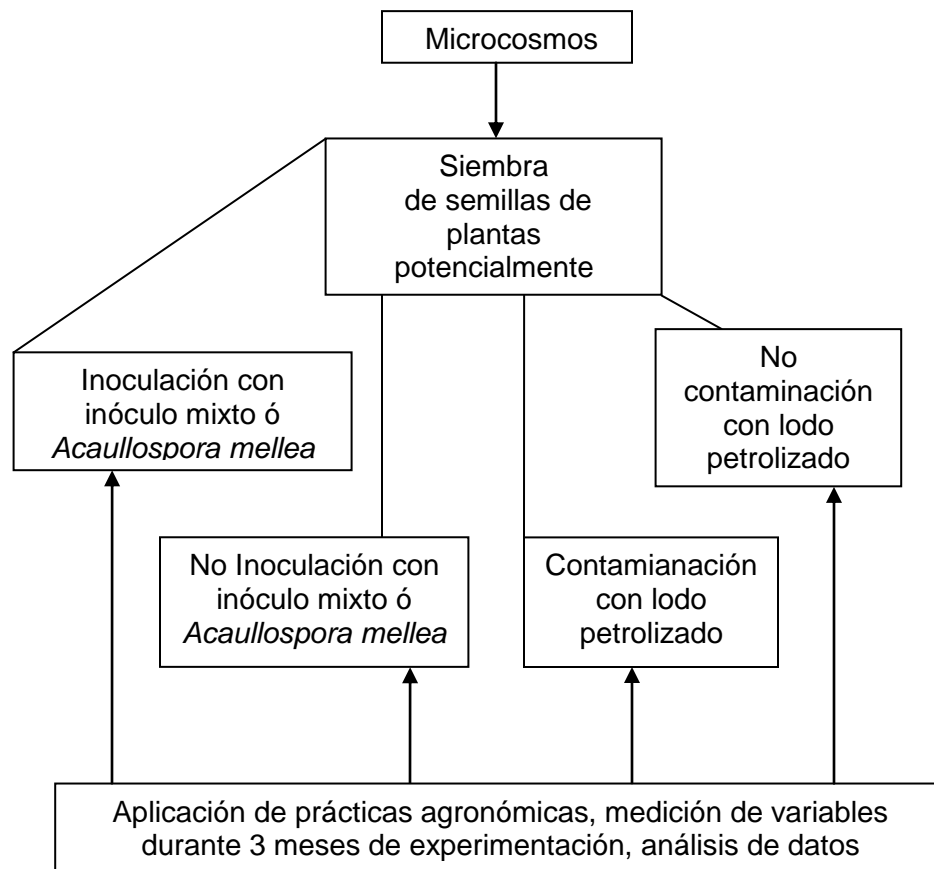 Microcosmos
Siembra
de semillas de
plantas
potencialmente
Inoculación con
inóculo mixto ó
Acaullospora mellea
No
contaminación
con lodo
petrolizado
No Inoculación con
inóculo mixto ó
Acaullospora mellea
Contamianación
con lodo
petrolizado
Aplicación de prácticas agronómicas, medición de variables
durante 3 meses de experimentación, análisis de datos